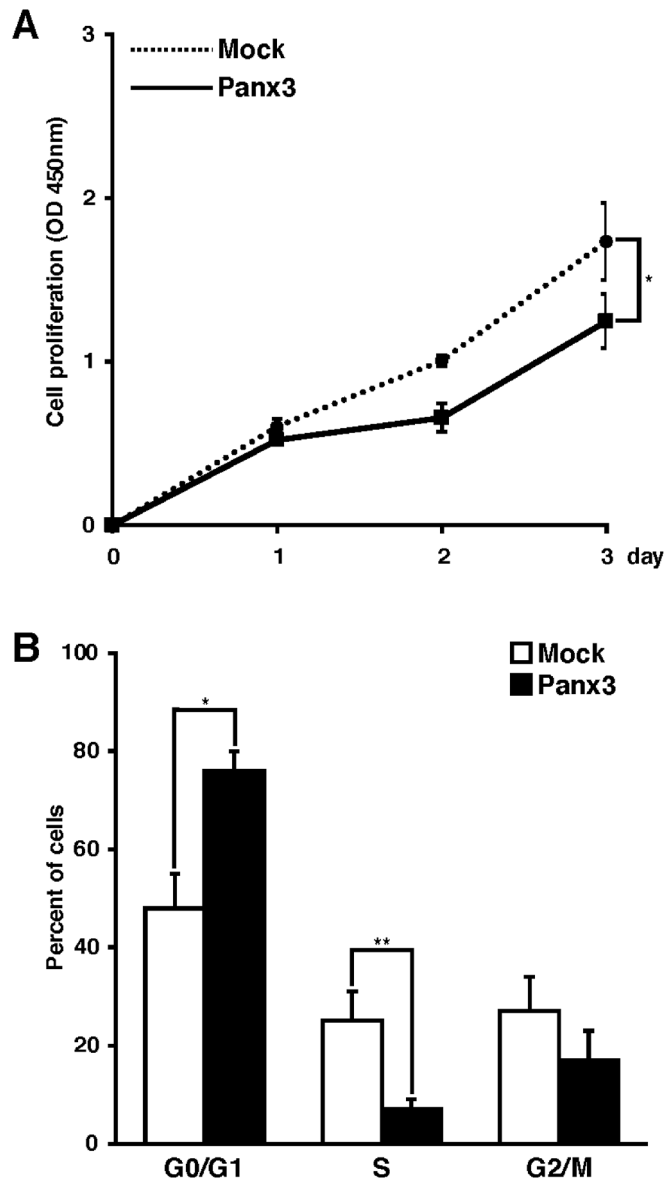 A
3
Mock
Panx3
2
1
0
Cell proliferation (OD 450nm)
*
0 1 2 3 day
B
100
80
60
40
20
0
Percent of cells
Mock
Panx3
*
**
G0/G1 S G2/M